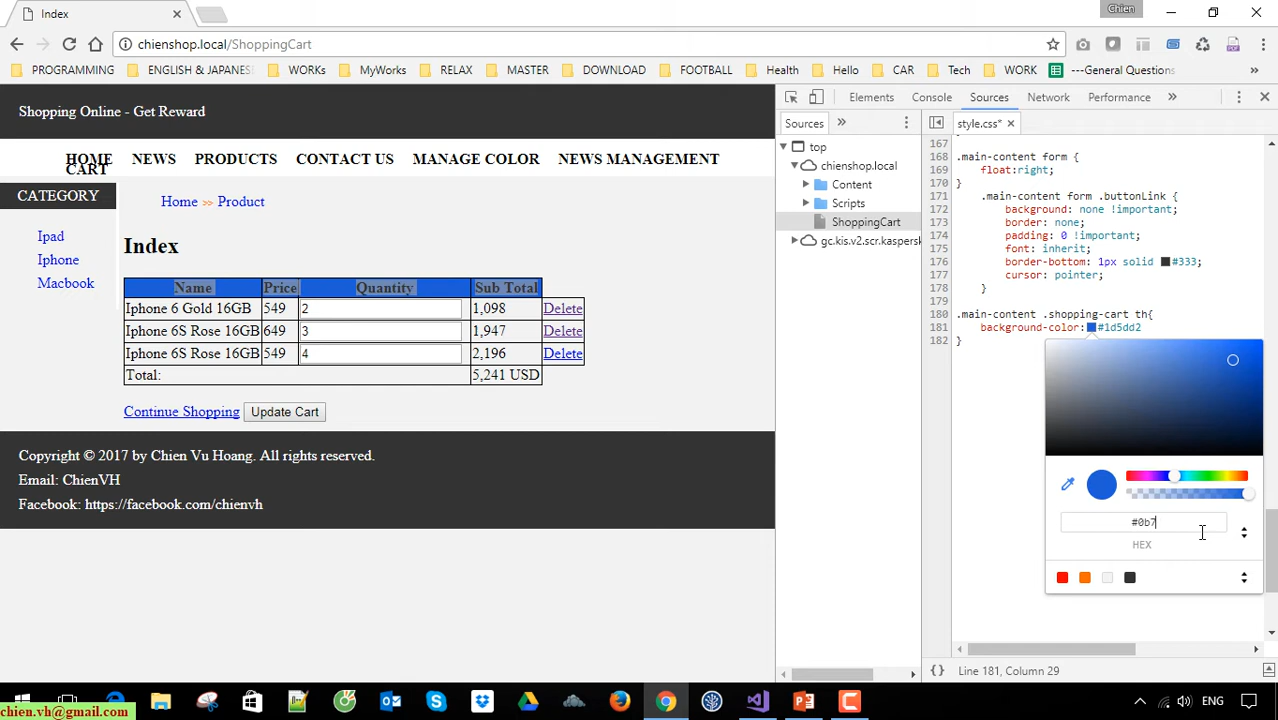 Index
Chien
chienshop.local/ShoppingCart
PROGRAMMING ENGLISH & JAPANES WORKs MyWorks RELAX MASTER DOWNLOAD FOOTBALL Health Hello CAR Tech WORK ---General Questions
Shopping Online - Get Reward
HOME NEWS PRODUCTS CONTACT US MANAGE COLOR NEWS MANAGEMENT
CART
CATEGORY
Ipad
Iphone
Macbook
Home >> Product
Index
Name Price Quantity Sub Total
Iphone 6 Gold 16GB 549 2 1,098 Delete
Iphone 6S Rose 16GB 649 3 1,947 Delete
Iphone 6S Rose 16GB 549 4 2,196 Delete
Total: 5,241 USD
Continue Shopping Update Cart
Copyright © 2017 by Chien Vu Hoang. All rights reserved.
Email: ChienVH
Facebook: https://facebook.com/chienvh
Elements Console Sources Network Performance »
Sources »
top
chienshop.local
Content
Scripts
ShoppingCart
gc.kis.v2.scr.kaspersk
style.css*
167
168 .main-content form {
169 float:right;
170 }
171 .main-content form .buttonLink {
172 background: none !important;
173 border: none;
174 padding: 0 !important;
175 font: inherit;
176 border-bottom: 1px solid #333;
177 cursor: pointer;
178 }
179
180 .main-content .shopping-cart th{
181 background-color: #1d5dd2
182 }
#0b7
HEX
{} Line 181, Column 29
ENG
chien.vh@gmail.com